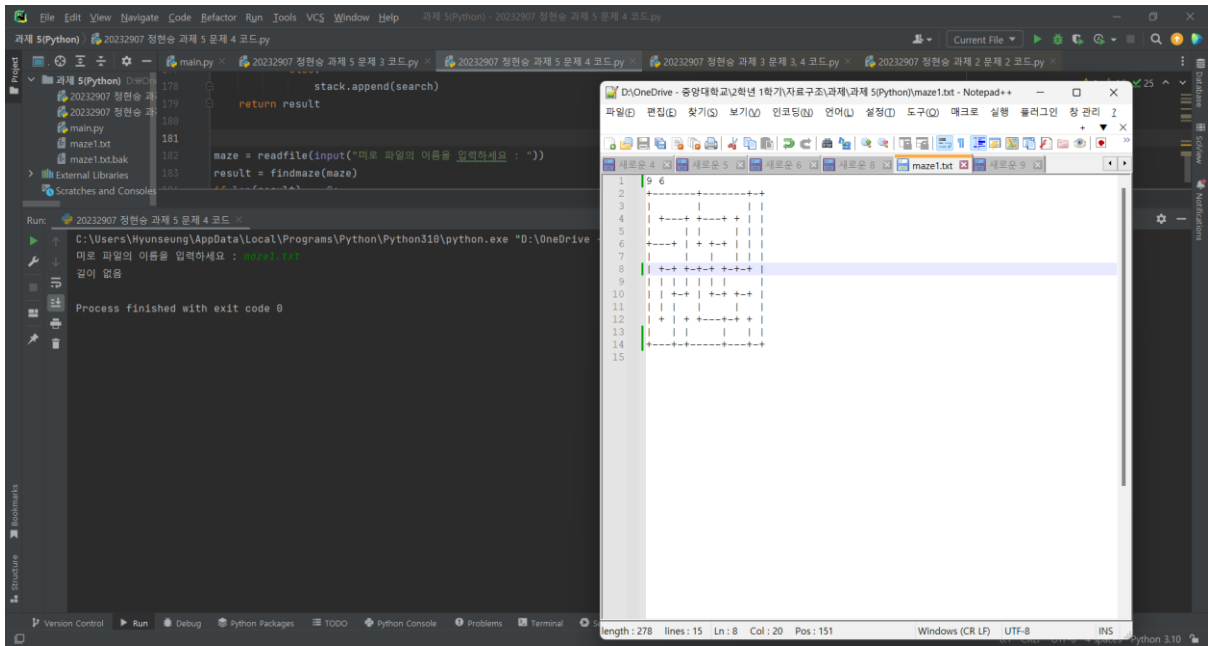 File Edit View Navigate Code Refactor Run Tools VCS Window Help 과제 5(Python) - 20232907 정현승 과제 5 문제 4 코드.py
과제 5(Python) 20232907 정현승 과제 5 문제 4 코드.py Current File
Project main.py 20232907 정현승 과제 5 문제 3 코드.py 20232907 정현승 과제 5 문제 4 코드.py 20232907 정현승 과제 3 문제 3, 4 코드.py 20232907 정현승 과제 2 문제 2 코드.py
과제 5(Python) 25
20232907 정현승 과
20232907 정현승 과
main.py
maze1.txt
maze1.txt.bak
External Libraries
Scratches and Consoles
178 stack.append(search)
179 return result
180
181
182 maze = readfile(input("미로 파일의 이름을 입력하세요 : "))
183 result = findmaze(maze)
Run: 20232907 정현승 과제 5 문제 4 코드
C:\Users\Hyunseung\AppData\Local\Programs\Python\Python310\python.exe "D:\OneDrive -
미로 파일의 이름을 입력하세요 : maze1.txt
길이 없음
Process finished with exit code 0
D:\OneDrive - 중앙대학교\2학년 1학기\자료구조\과제\과제 5(Python)\maze1.txt - Notepad++
파일(F) 편집(E) 찾기(S) 보기(V) 인코딩(N) 언어(L) 설정(T) 도구(O) 매크로 실행 플러그인 창 관리 ?
새로운 4 새로운 5 새로운 6 새로운 8 maze1.txt 새로운 9
1 9 6
2 +-------+-------+-+
3 |       |       | |
4 | +---+ +---+ + | |
5 |     |     | | | |
6 +---+ | + +-+ | | |
7 |     |   |   | | |
8 | +-+ +-+-+ +-+-+ |
9 | | | | | | |     |
10 | | +-+ | +-+ +-+ |
11 | | |   |     | | |
12 | + | + +---+-+ + |
13 |   | |     |   | |
14 +---+-+-----+---+-+
15
length : 278 lines : 15 Ln : 8 Col : 20 Pos : 151 Windows (CR LF) UTF-8 INS
Database
SciView
Notifications
Bookmarks
Structure
Version Control Run Debug Python Packages TODO Python Console Problems Terminal
Python 3.10